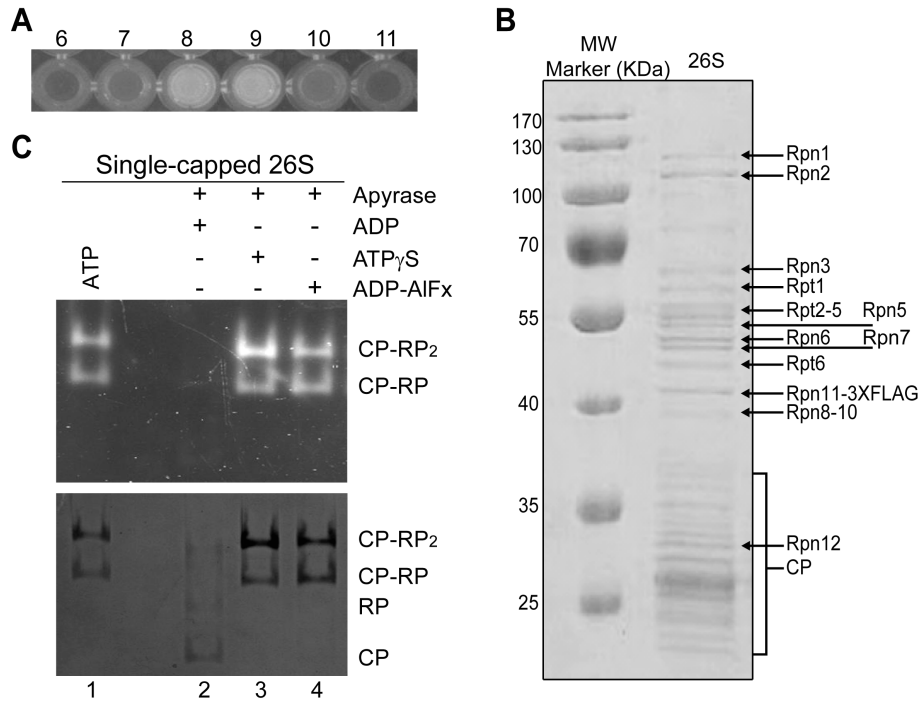 A
6 7 8 9 10 11
B
MW
Marker (KDa)
26S
170
130
100
70
55
40
35
25
Rpn1
Rpn2
Rpn3
Rpt1
Rpt2-5 Rpn5
Rpn6 Rpn7
Rpt6
Rpn11-3XFLAG
Rpn8-10
Rpn12
CP
C
Single-capped 26S
+ + + Apyrase
+ - - ADP
- + - ATPγS
- - + ADP-AlFx
ATP
CP-RP2
CP-RP
CP-RP2
CP-RP
RP
CP
1 2 3 4